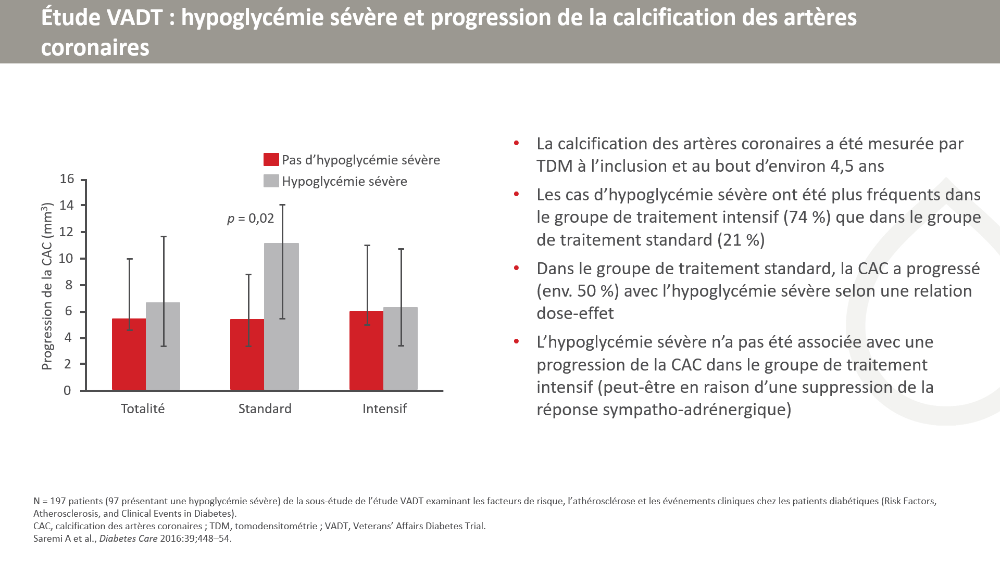 Étude VADT : hypoglycémie sévère et progression de la calcification des artères
coronaires
Pas d’hypoglycémie sévère
Hypoglycémie sévère
Progression de la CAC (mm³)
16
14
12
10
8
6
4
2
0
p = 0,02
Totalité
Standard
Intensif
• La calcification des artères coronaires a été mesurée par
TDM à l’inclusion et au bout d’environ 4,5 ans
• Les cas d’hypoglycémie sévère ont été plus fréquents dans
le groupe de traitement intensif (74 %) que dans le groupe
de traitement standard (21 %)
• Dans le groupe de traitement standard, la CAC a progressé
(env. 50 %) avec l’hypoglycémie sévère selon une relation
dose-effet
• L’hypoglycémie sévère n’a pas été associée avec une
progression de la CAC dans le groupe de traitement
intensif (peut-être en raison d’une suppression de la
réponse sympatho-adrénergique)
N = 197 patients (97 présentant une hypoglycémie sévère) de la sous-étude de l’étude VADT examinant les facteurs de risque, l’athérosclérose et les événements cliniques chez les patients diabétiques (Risk Factors,
Atherosclerosis, and Clinical Events in Diabetes).
CAC, calcification des artères coronaires ; TDM, tomodensitométrie ; VADT, Veterans’ Affairs Diabetes Trial.
Saremi A et al., Diabetes Care 2016:39;448–54.